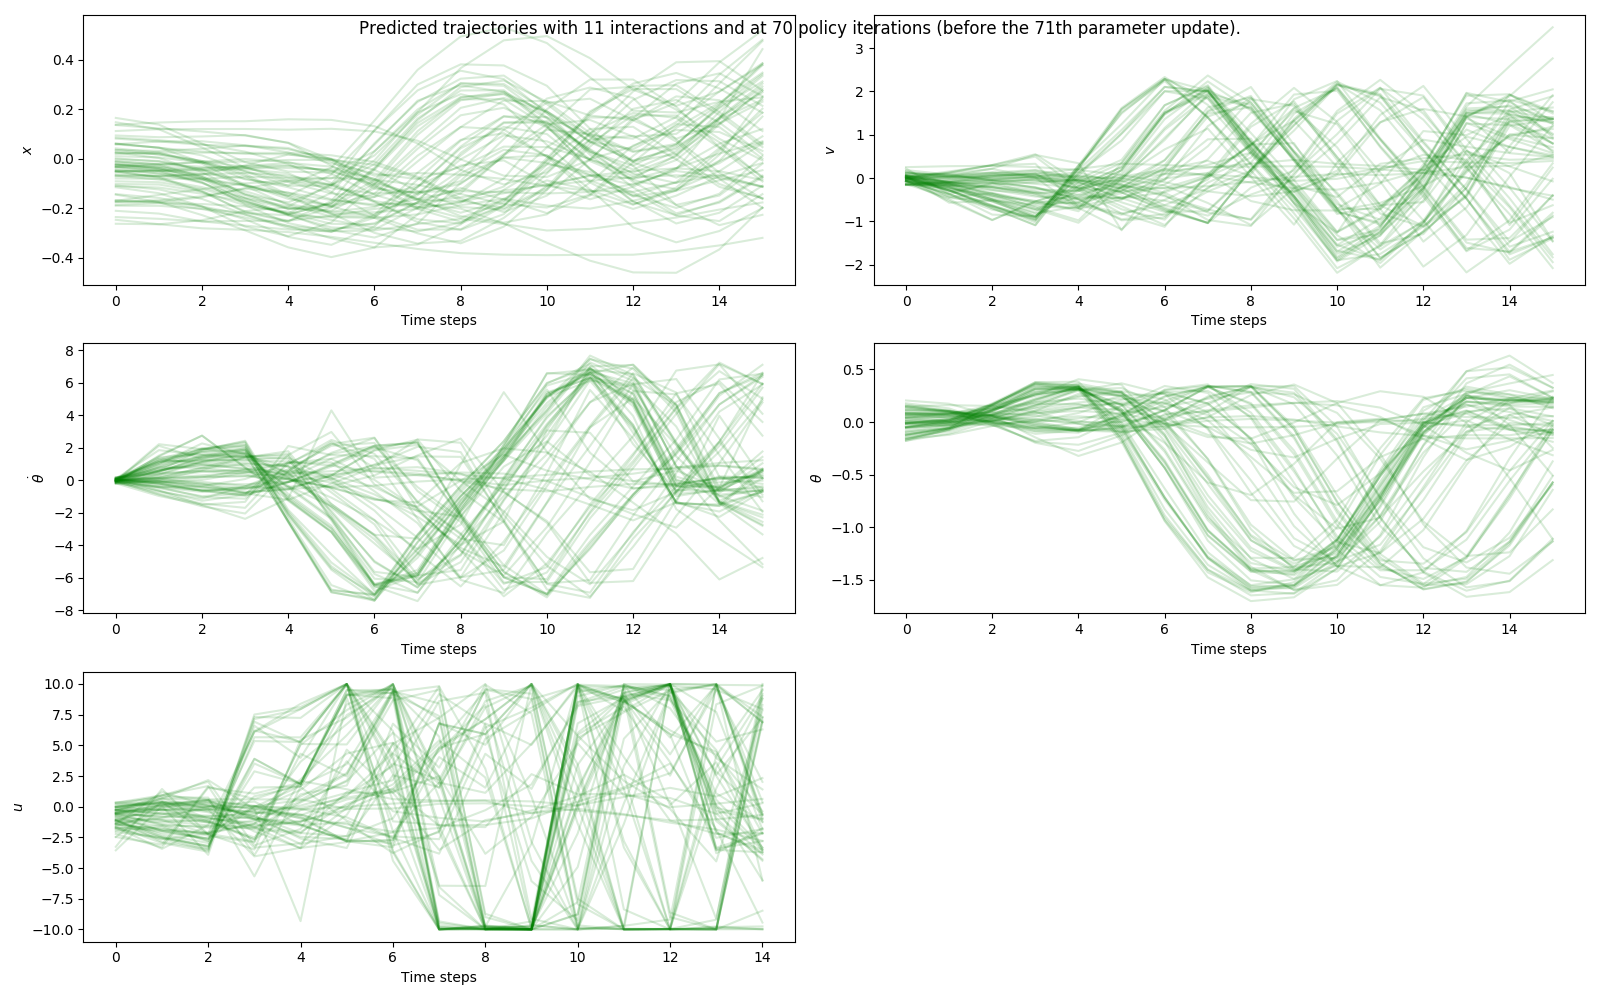 Predicted trajectories with 11 interactions and at 70 policy iterations (before the 71th parameter update).
0.4
0.2
0.0
−0.2
−0.4
x
0 2 4 6 8 10 12 14
Time steps
3
2
1
0
−1
−2
v
0 2 4 6 8 10 12 14
Time steps
8
6
4
2
0
−2
−4
−6
−8
θ̇
0 2 4 6 8 10 12 14
Time steps
0.5
0.0
−0.5
−1.0
−1.5
θ
0 2 4 6 8 10 12 14
Time steps
10.0
7.5
5.0
2.5
0.0
−2.5
−5.0
−7.5
−10.0
u
0 2 4 6 8 10 12 14
Time steps